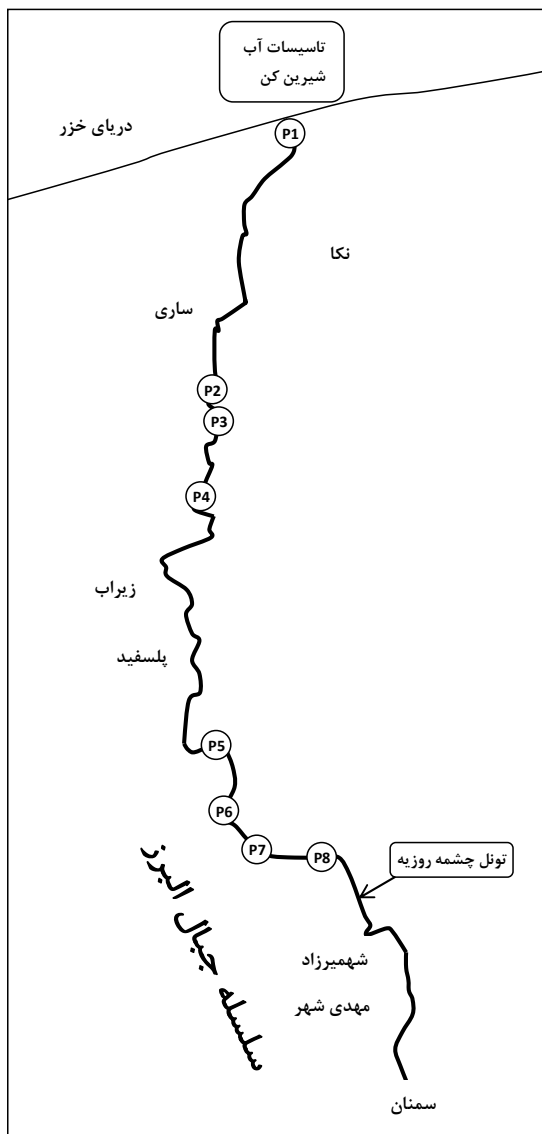 تاسیسات آب
شیرین کن
دریای خزر
P1
نکا
ساری
P2
P3
P4
زیراب
پلسفید
P5
P6
P7
P8
تونل چشمه روزیه
سلسله جبال البرز
شهمیرزاد
مهدی شهر
سمنان